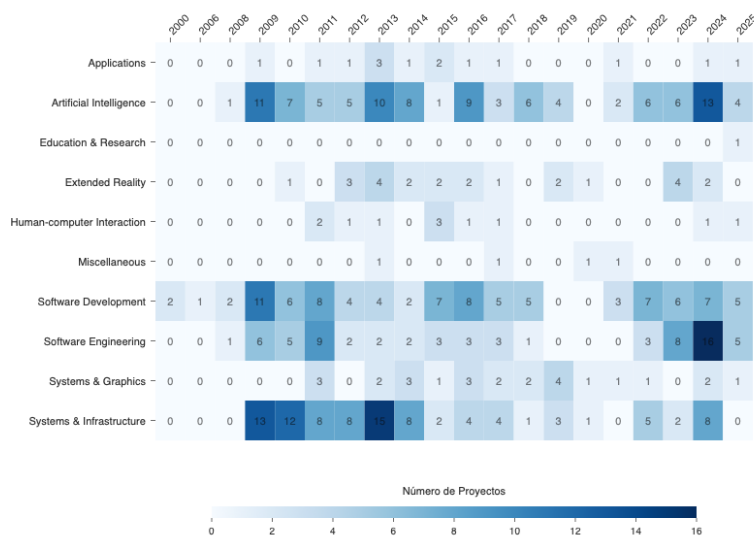 2000 2006 2008 2009 2010 2011 2012 2013 2014 2015 2016 2017 2018 2019 2020 2021 2022 2023 2024 2025
Applications 0 0 0 1 0 1 1 3 1 2 1 1 0 0 0 1 0 0 1 1
Artificial Intelligence 0 0 1 11 7 5 5 10 8 1 9 3 6 4 0 2 6 6 13 4
Education & Research 0 0 0 0 0 0 0 0 0 0 0 0 0 0 0 0 0 0 0 1
Extended Reality 0 0 0 0 1 0 3 4 2 2 2 1 0 2 1 0 0 4 2 0
Human-computer Interaction 0 0 0 0 0 2 1 1 0 3 1 1 0 0 0 0 0 0 1 1
Miscellaneous 0 0 0 0 0 0 0 1 0 0 0 1 0 0 1 1 0 0 0 0
Software Development 2 1 2 11 6 8 4 4 2 7 8 5 5 0 0 3 7 6 7 5
Software Engineering 0 0 1 6 5 9 2 2 2 3 3 3 1 0 0 0 3 8 16 5
Systems & Graphics 0 0 0 0 0 3 0 2 3 1 3 2 2 4 1 1 1 0 2 1
Systems & Infrastructure 0 0 0 13 12 8 8 15 8 2 4 4 1 3 1 0 5 2 8 0
Número de Proyectos
0 2 4 6 8 10 12 14 16